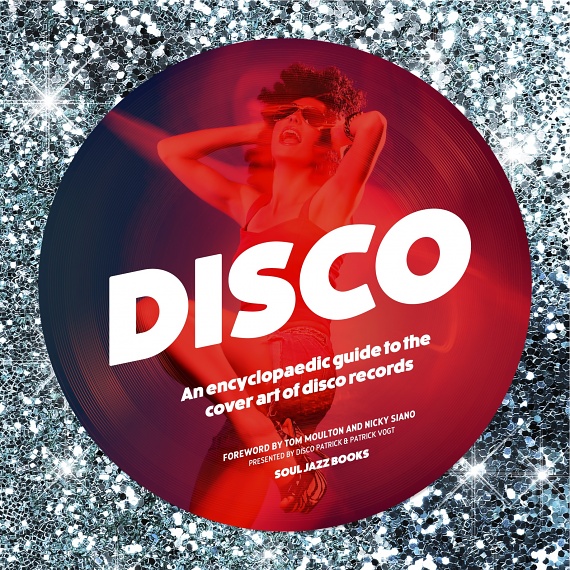 DISCO
An encyclopaedic guide to the
cover art of disco records
FOREWORD BY TOM MOULTON AND NICKY SIANO
PRESENTED BY DISCO PATRICK & PATRICK VOGT
SOUL JAZZ BOOKS